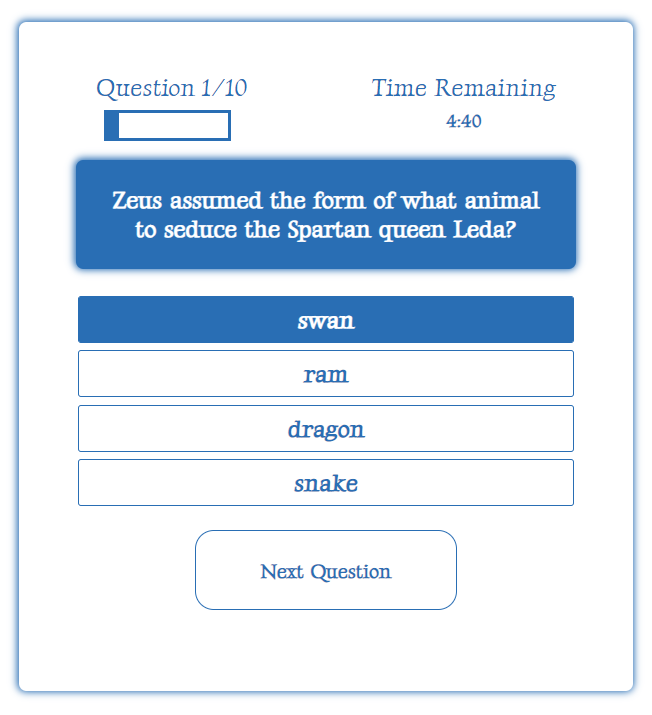 Question 1/10
Time Remaining
4:40
Zeus assumed the form of what animal
to seduce the Spartan queen Leda?
swan
ram
dragon
snake
Next Question